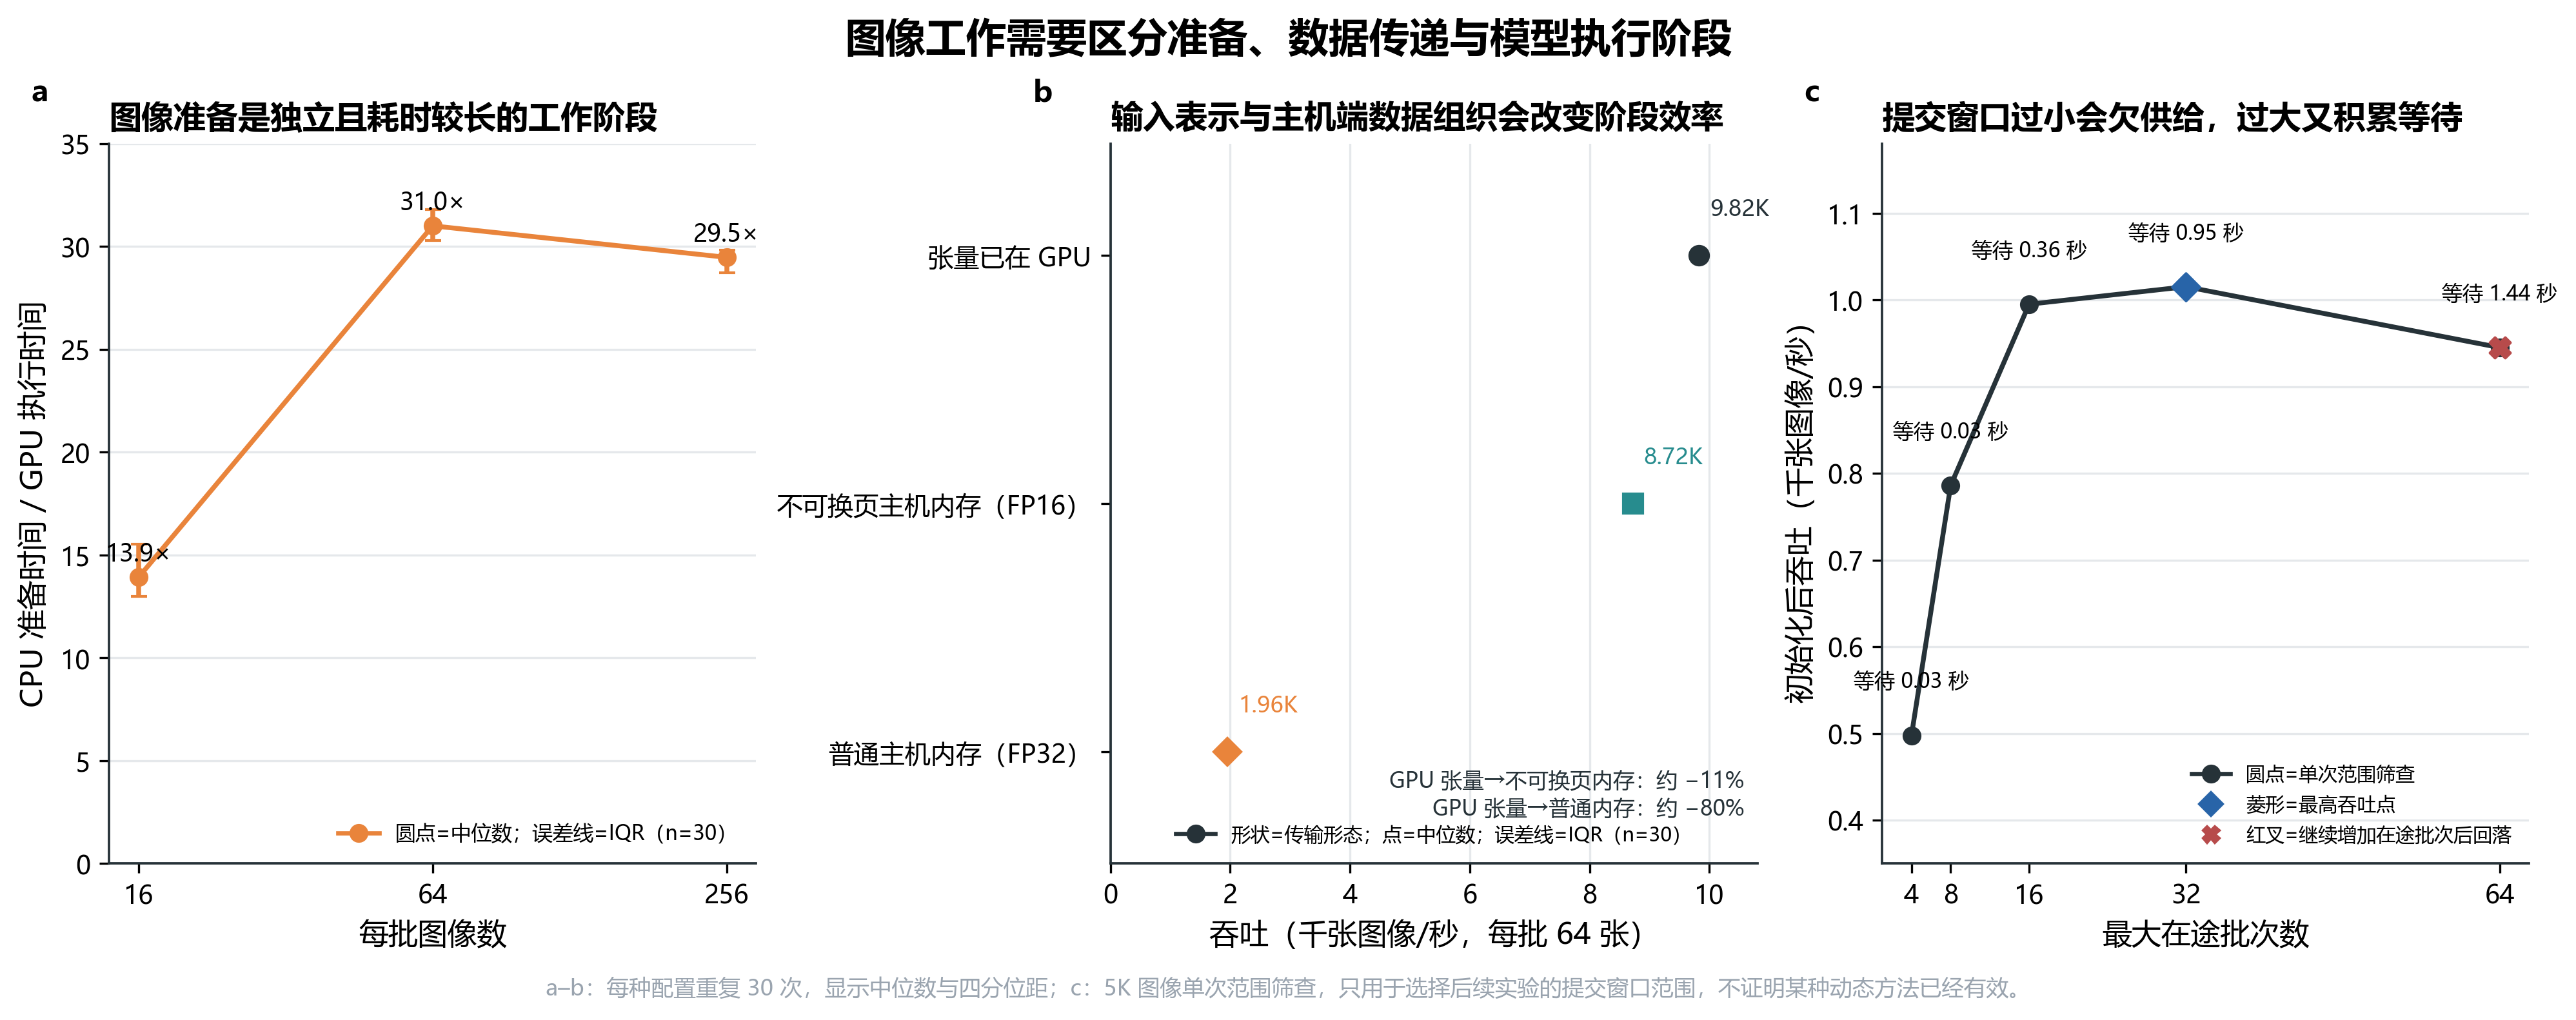 图像工作需要区分准备、数据传递与模型执行阶段
a
图像准备是独立且耗时较长的工作阶段
CPU 准备时间 / GPU 执行时间
35
30
25
20
15
10
5
0
13.9×
31.0×
29.5×
圆点=中位数；误差线=IQR（n=30）
16
64
256
每批图像数
b
输入表示与主机端数据组织会改变阶段效率
张量已在 GPU
不可换页主机内存（FP16）
普通主机内存（FP32）
9.82K
8.72K
1.96K
GPU 张量→不可换页内存：约 −11%
GPU 张量→普通内存：约 −80%
形状=传输形态；点=中位数；误差线=IQR（n=30）
0
2
4
6
8
10
吞吐（千张图像/秒，每批 64 张）
c
提交窗口过小会欠供给，过大又积累等待
初始化后吞吐（千张图像/秒）
1.1
1.0
0.9
0.8
0.7
0.6
0.5
0.4
等待 0.03 秒
等待 0.03 秒
等待 0.36 秒
等待 0.95 秒
等待 1.44 秒
圆点=单次范围筛查
菱形=最高吞吐点
红叉=继续增加在途批次后回落
4
8
16
32
64
最大在途批次数
a–b：每种配置重复 30 次，显示中位数与四分位距；c：5K 图像单次范围筛查，只用于选择后续实验的提交窗口范围，不证明某种动态方法已经有效。